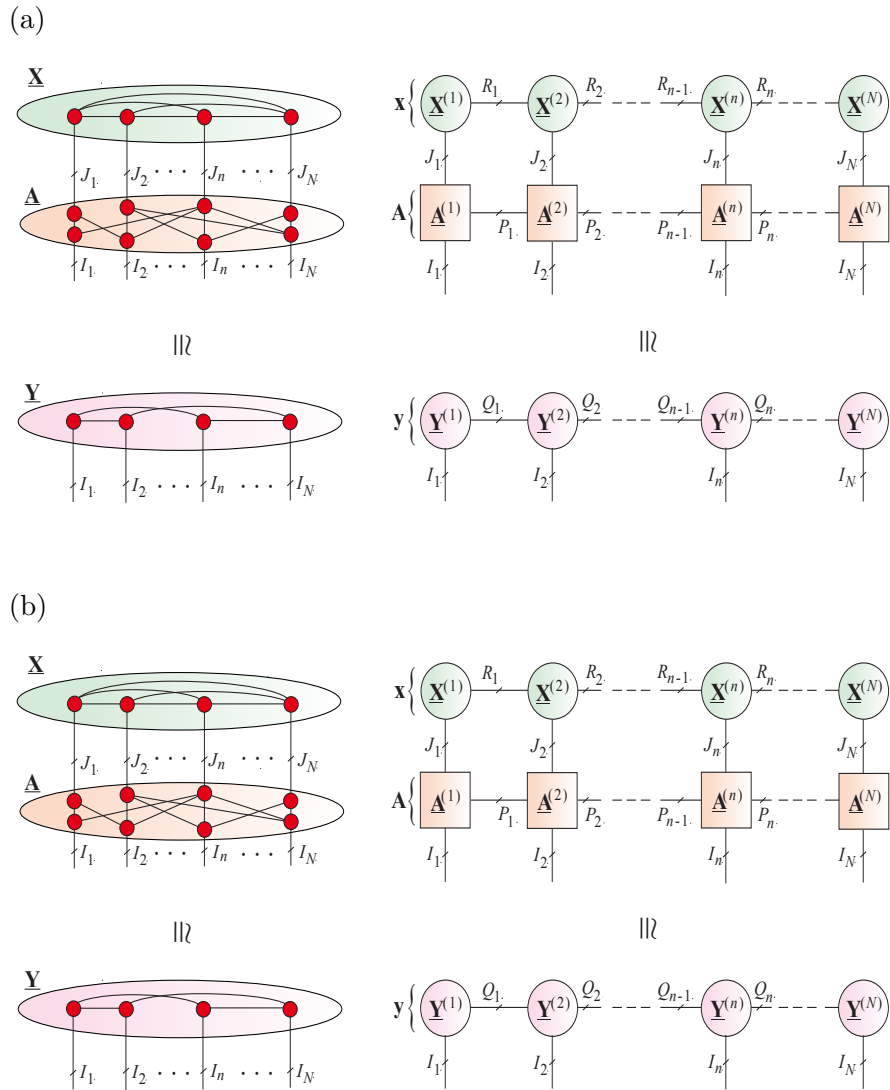 (a)
X
x { X(1) R1 X(2) R2 Rn-1 X(n) Rn X(N)
J1 J2 · · · Jn · · · JN
J1 J2 Jn JN
A
A { A(1) P1 A(2) P2 Pn-1 A(n) Pn A(N)
I1 I2 · · · In · · · IN
I1 I2 In IN
≅ ≅
Y
y { Y(1) Q1 Y(2) Q2 Qn-1 Y(n) Qn Y(N)
I1 I2 · · · In · · · IN
I1 I2 In IN
(b)
X
x { X(1) R1 X(2) R2 Rn-1 X(n) Rn X(N)
J1 J2 · · · Jn · · · JN
J1 J2 Jn JN
A
A { A(1) P1 A(2) P2 Pn-1 A(n) Pn A(N)
I1 I2 · · · In · · · IN
I1 I2 In IN
≅ ≅
Y
y { Y(1) Q1 Y(2) Q2 Qn-1 Y(n) Qn Y(N)
I1 I2 · · · In · · · IN
I1 I2 In IN